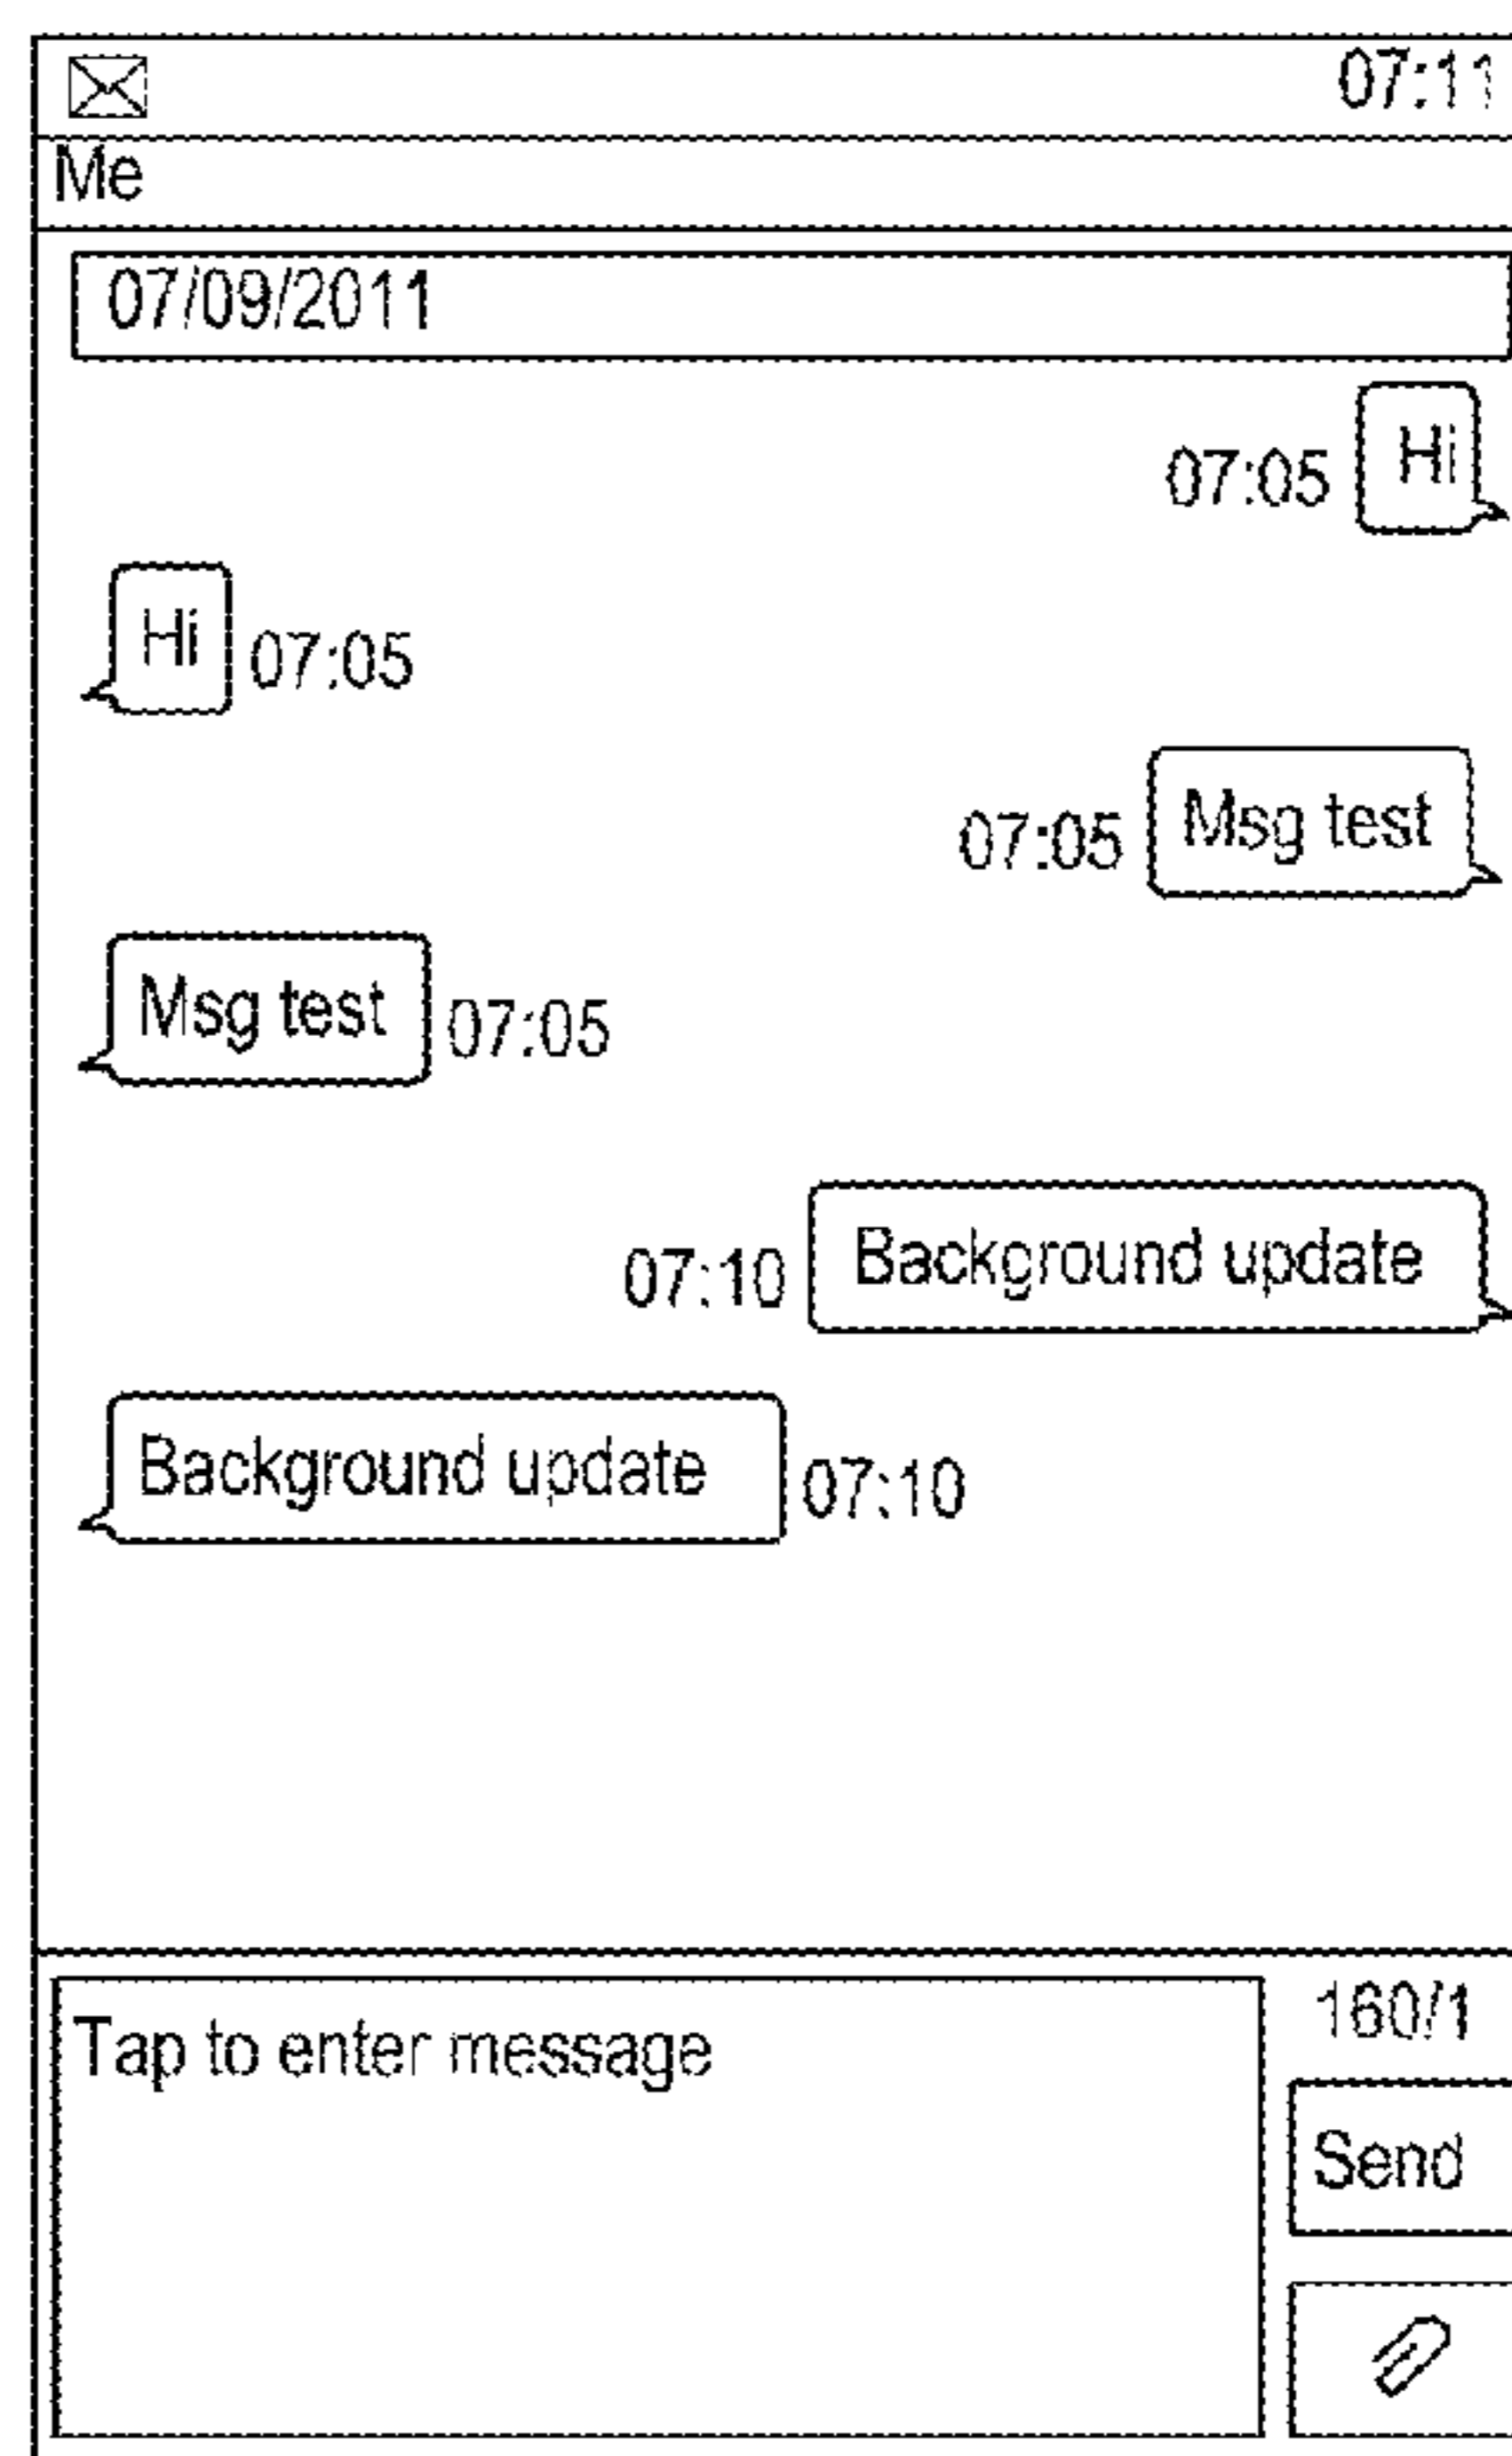 07:11
Me
07/09/2011
07:05 Hi
Hi 07:05
07:05 Msg test
Msg test 07:05
07:10 Background update
Background update 07:10
Tap to enter message
160/1
Send